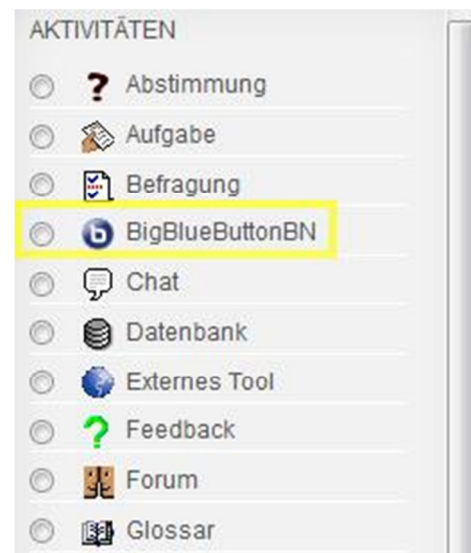 AKTIVITÄTEN
Abstimmung
Aufgabe
Befragung
BigBlueButtonBN
Chat
Datenbank
Externes Tool
Feedback
Forum
Glossar